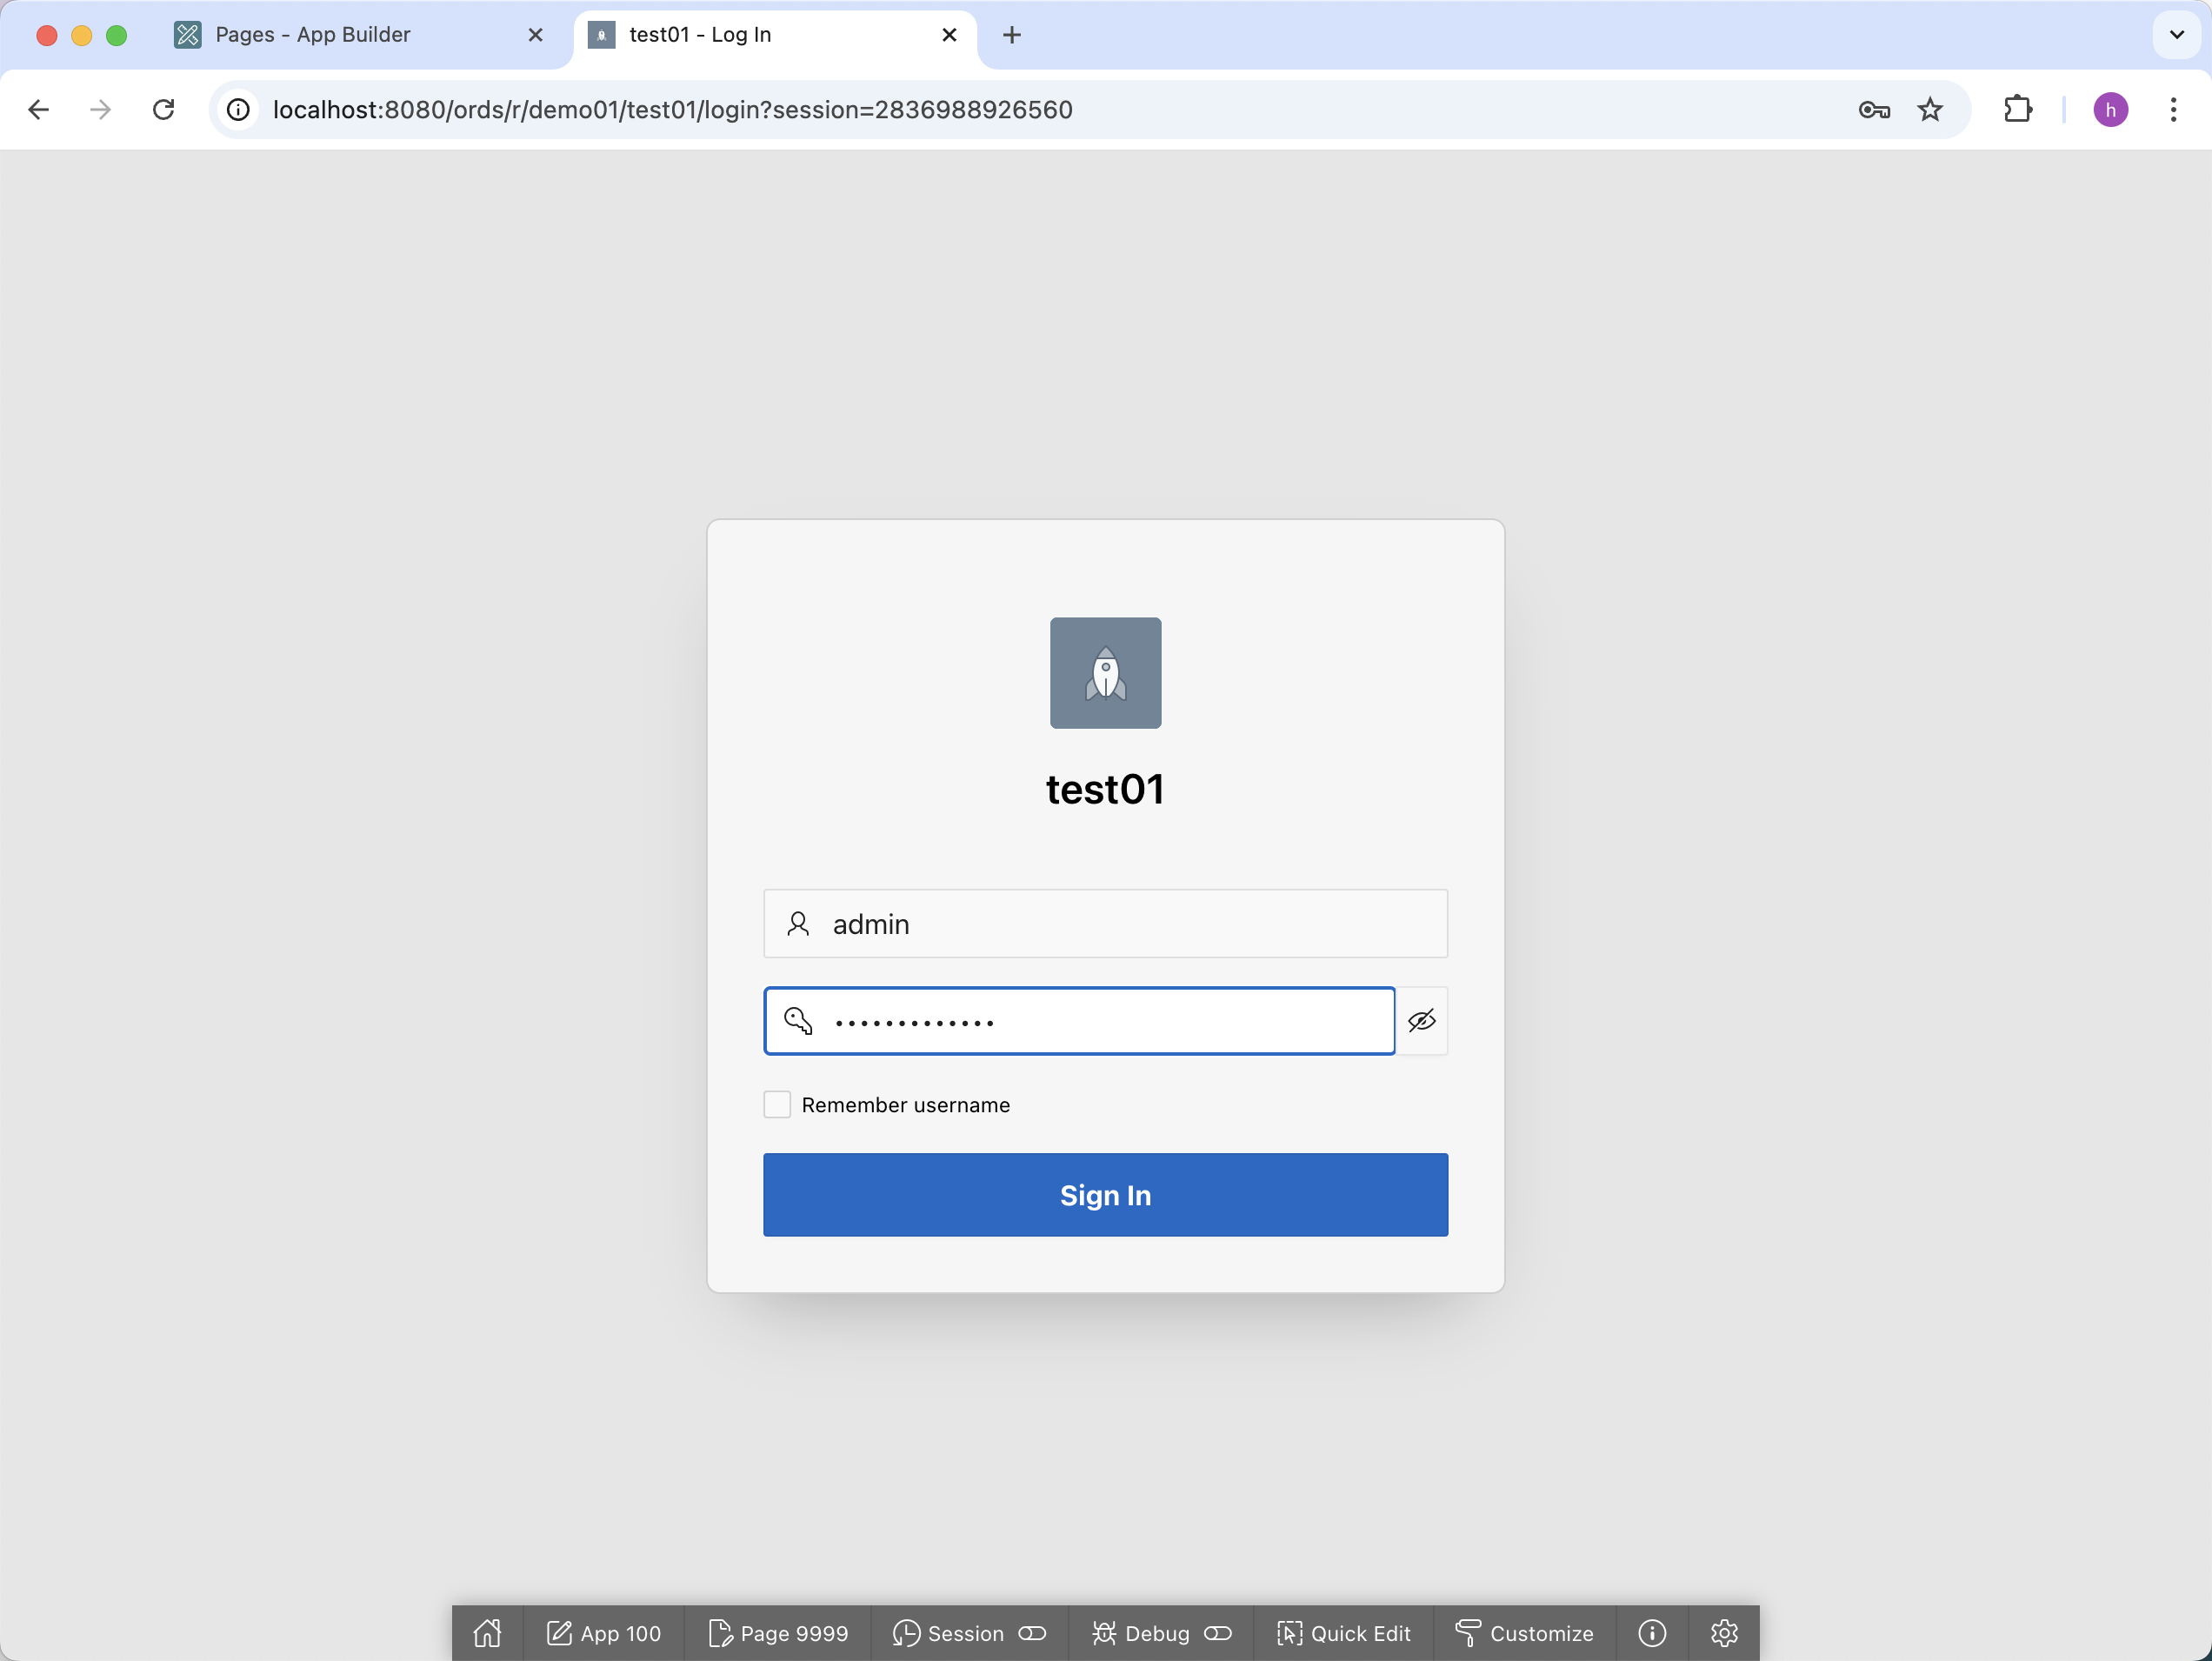 Pages - App Builder
test01 - Log In
localhost:8080/ords/r/demo01/test01/login?session=2836988926560
h
test01
admin
Remember username
Sign In
App 100
Page 9999
Session
Debug
Quick Edit
Customize